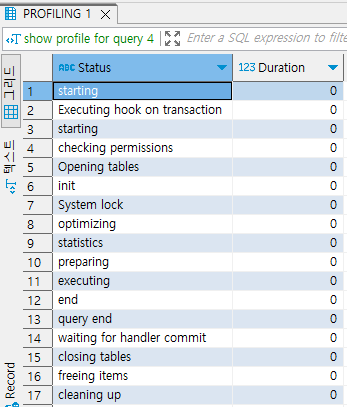 PROFILING 1
show profile for query 4
Enter a SQL expression to filte
그리드
텍스트
Record
ABC Status 123 Duration
1 starting 0
2 Executing hook on transaction 0
3 starting 0
4 checking permissions 0
5 Opening tables 0
6 init 0
7 System lock 0
8 optimizing 0
9 statistics 0
10 preparing 0
11 executing 0
12 end 0
13 query end 0
14 waiting for handler commit 0
15 closing tables 0
16 freeing items 0
17 cleaning up 0